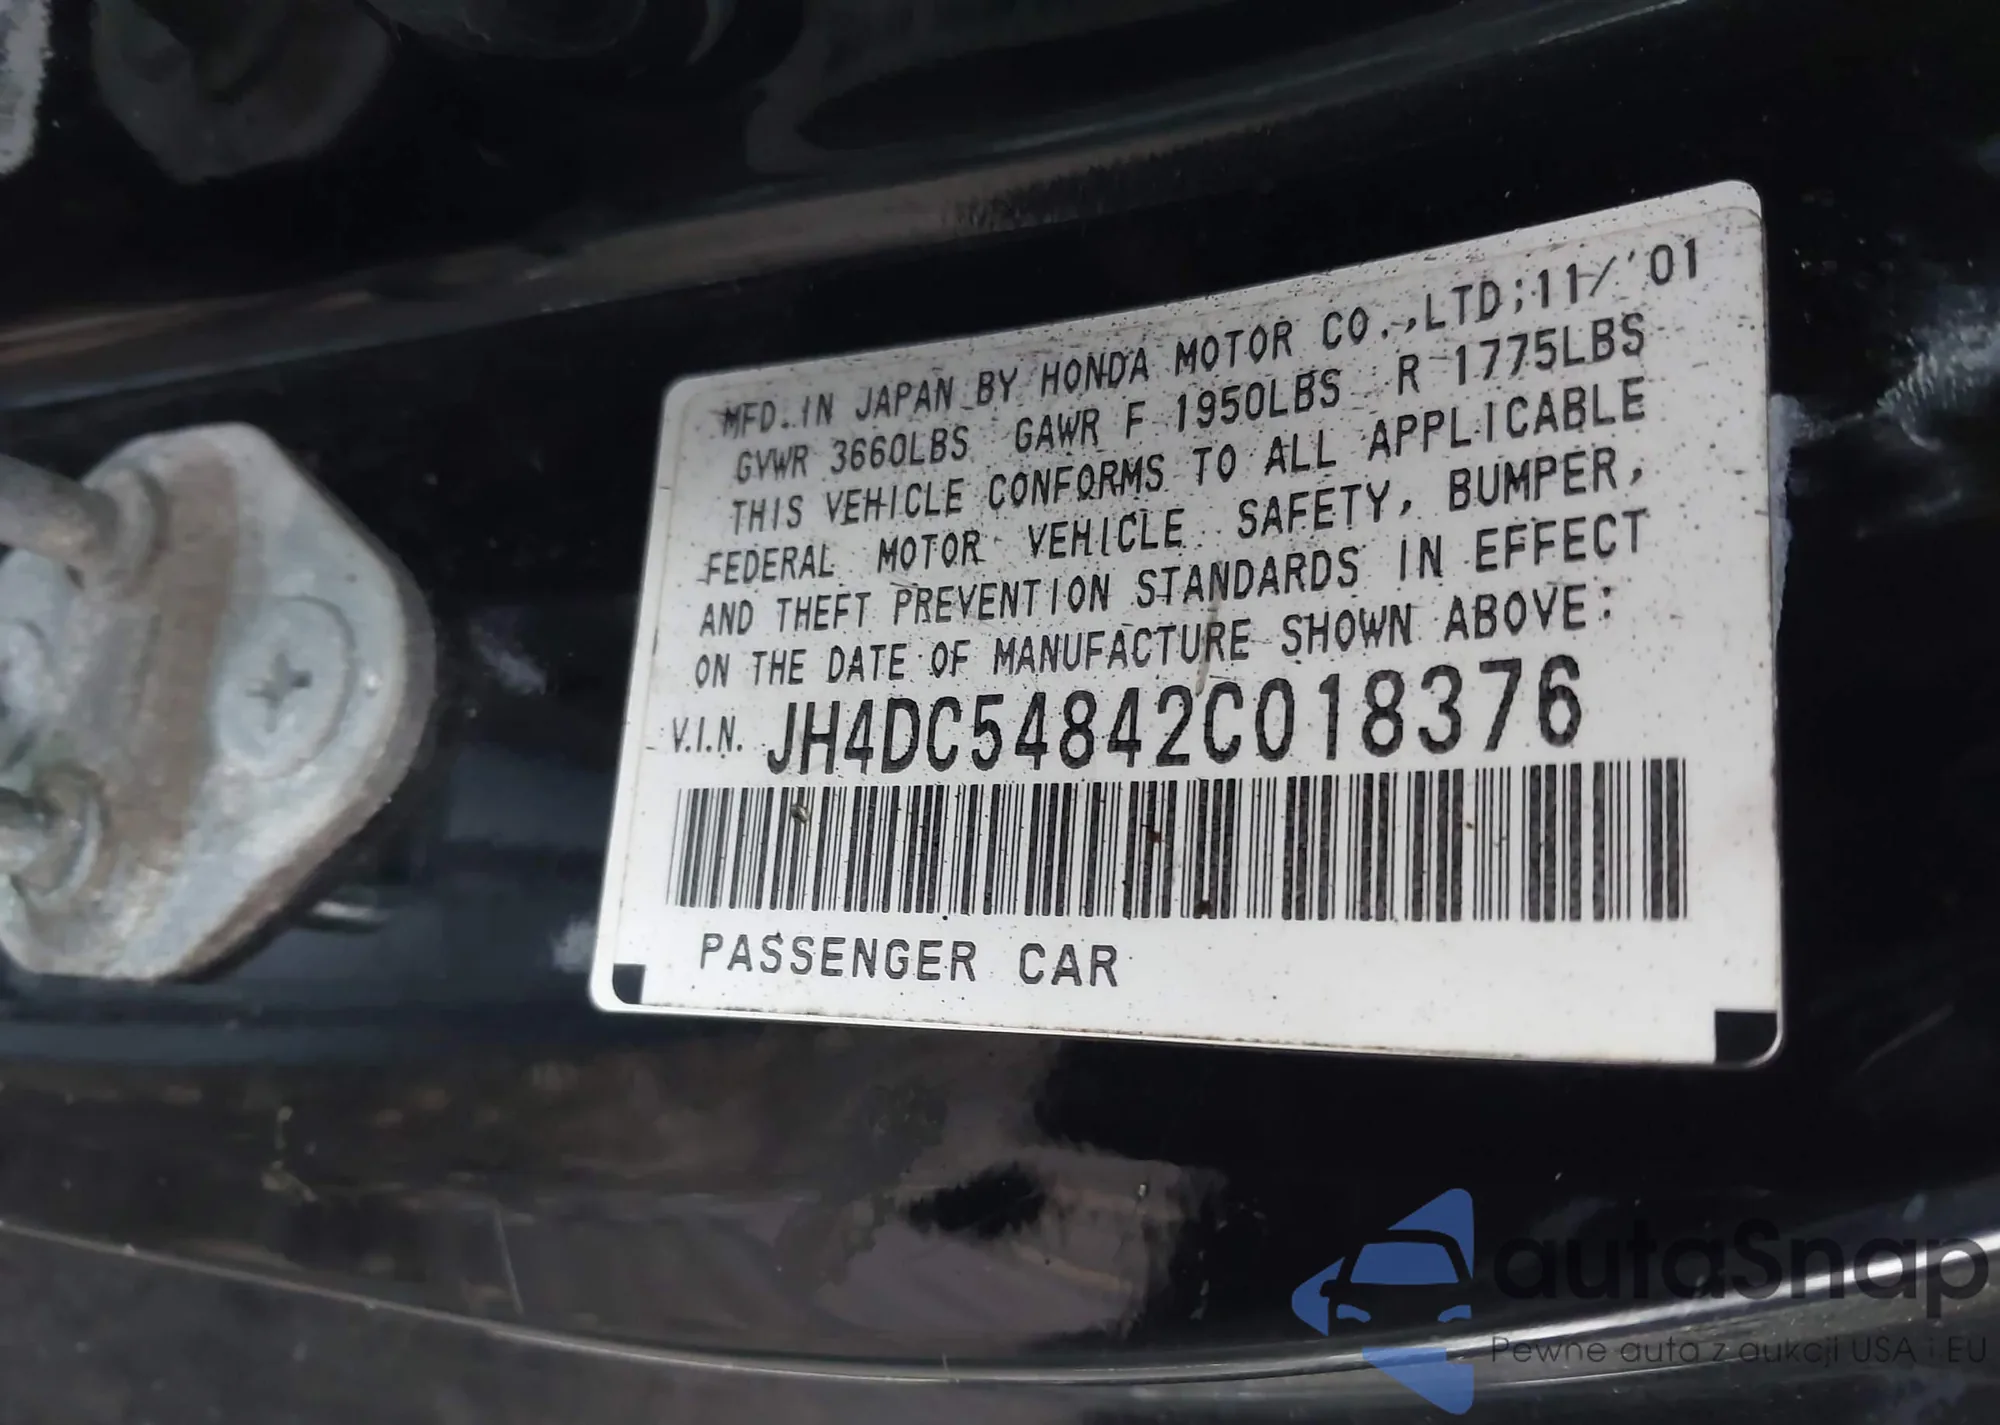 MFD. IN JAPAN BY HONDA MOTOR CO.,LTD;11/'01
GVWR 3660LBS GAWR F 1950LBS R 1775LBS
THIS VEHICLE CONFORMS TO ALL APPLICABLE
FEDERAL MOTOR VEHICLE SAFETY, BUMPER,
AND THEFT PREVENTION STANDARDS IN EFFECT
ON THE DATE OF MANUFACTURE SHOWN ABOVE:
V.I.N. JH4DC54842C018376
PASSENGER CAR
autaSnap
Pewne auta z aukcji USA i EU